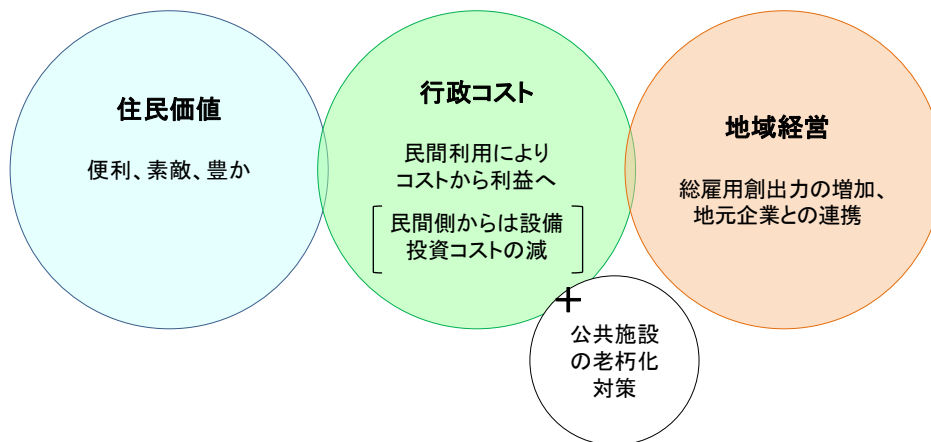 住民価値
便利、素敵、豊か
行政コスト
民間利用により
コストから利益へ
民間側からは設備
投資コストの減
＋
公共施設
の老朽化
対策
地域経営
総雇用創出力の増加、
地元企業との連携